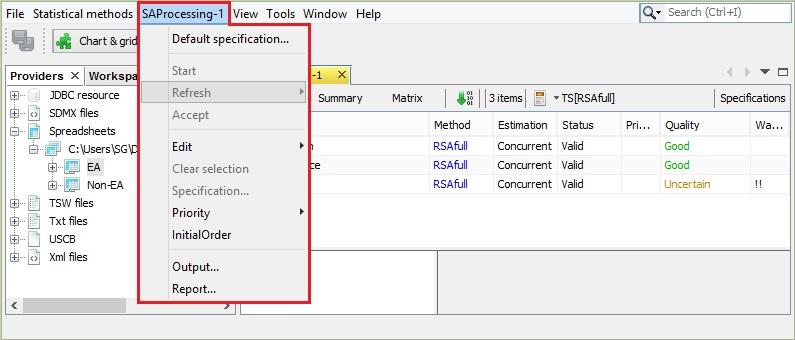 File Statistical methods SAProcessing-1 View Tools Window Help
Search (Ctrl+I)
Chart & grid
Default specification...
Start
Refresh
Accept
Edit
Clear selection
Specification...
Priority
InitialOrder
Output...
Report...
Providers Workspa
JDBC resource
SDMX files
Spreadsheets
C:\Users\SG\D
EA
Non-EA
TSW files
Txt files
USCB
Xml files
-1
Summary Matrix 3 items TS[RSAfull] Specifications
Method Estimation Status Pri... Quality Wa...
RSAfull Concurrent Valid Good
ce RSAfull Concurrent Valid Good
RSAfull Concurrent Valid Uncertain !!